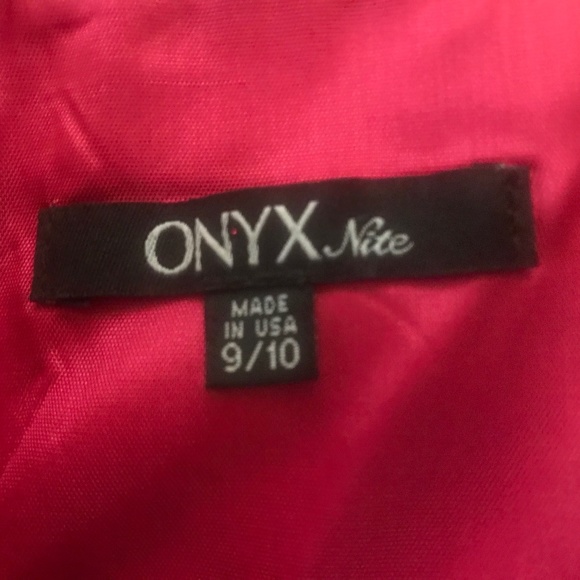 ONYX Nite
MADE
IN USA
9/10